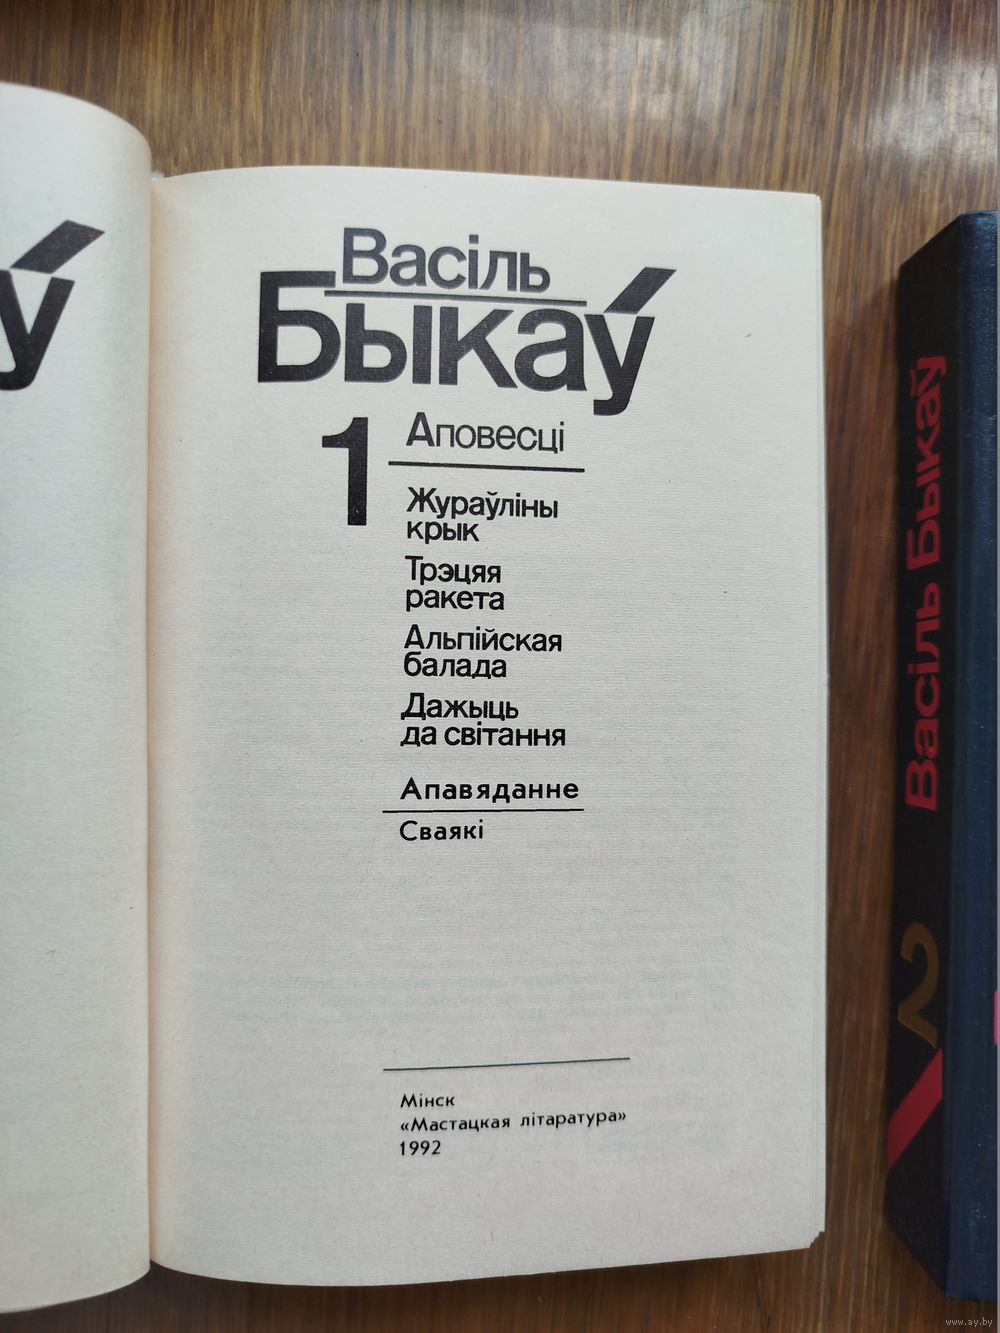 ў
Васіль
Быкаў
1
Аповесці
Жураўліны
крык
Трэцяя
ракета
Альпійская
балада
Дажыць
да світання
Апавяданне
Сваякі
Мінск
«Мастацкая літаратура»
1992
Васіль Быкаў
2
www.ay.by